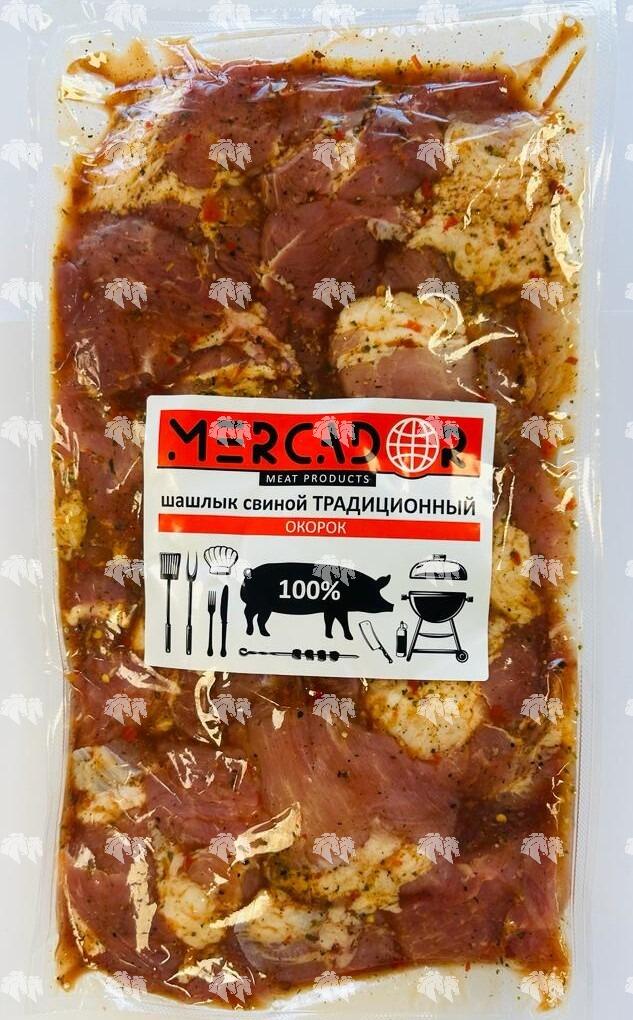 MERCADOR
MEAT PRODUCTS
шашлык свиной ТРАДИЦИОННЫЙ
ОКОРОК
100%